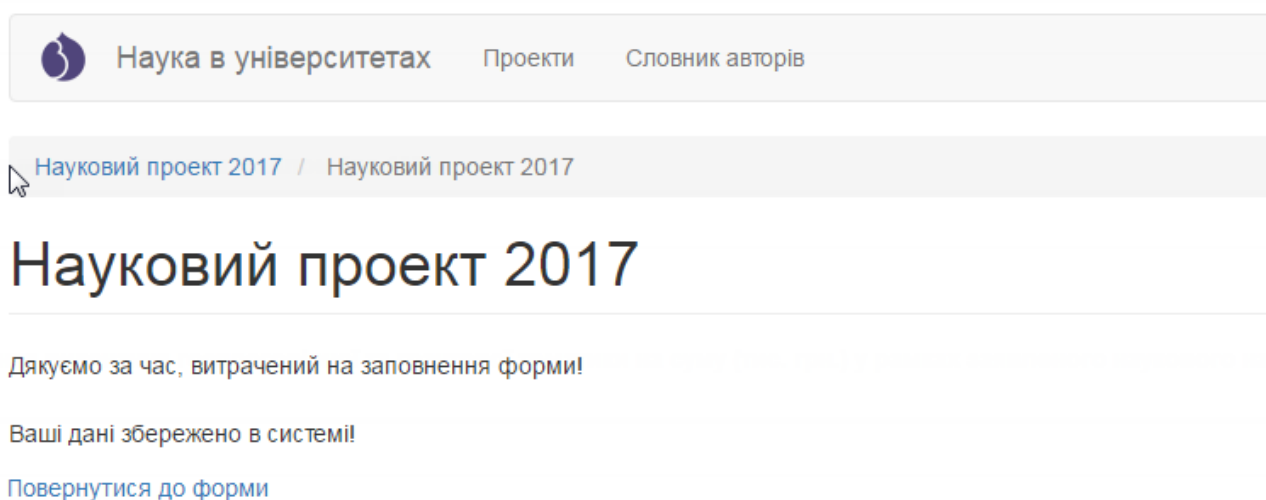 Наука в університетах Проекти Словник авторів
Науковий проект 2017 / Науковий проект 2017
Науковий проект 2017
Дякуємо за час, витрачений на заповнення форми!
Ваші дані збережено в системі!
Повернутися до форми